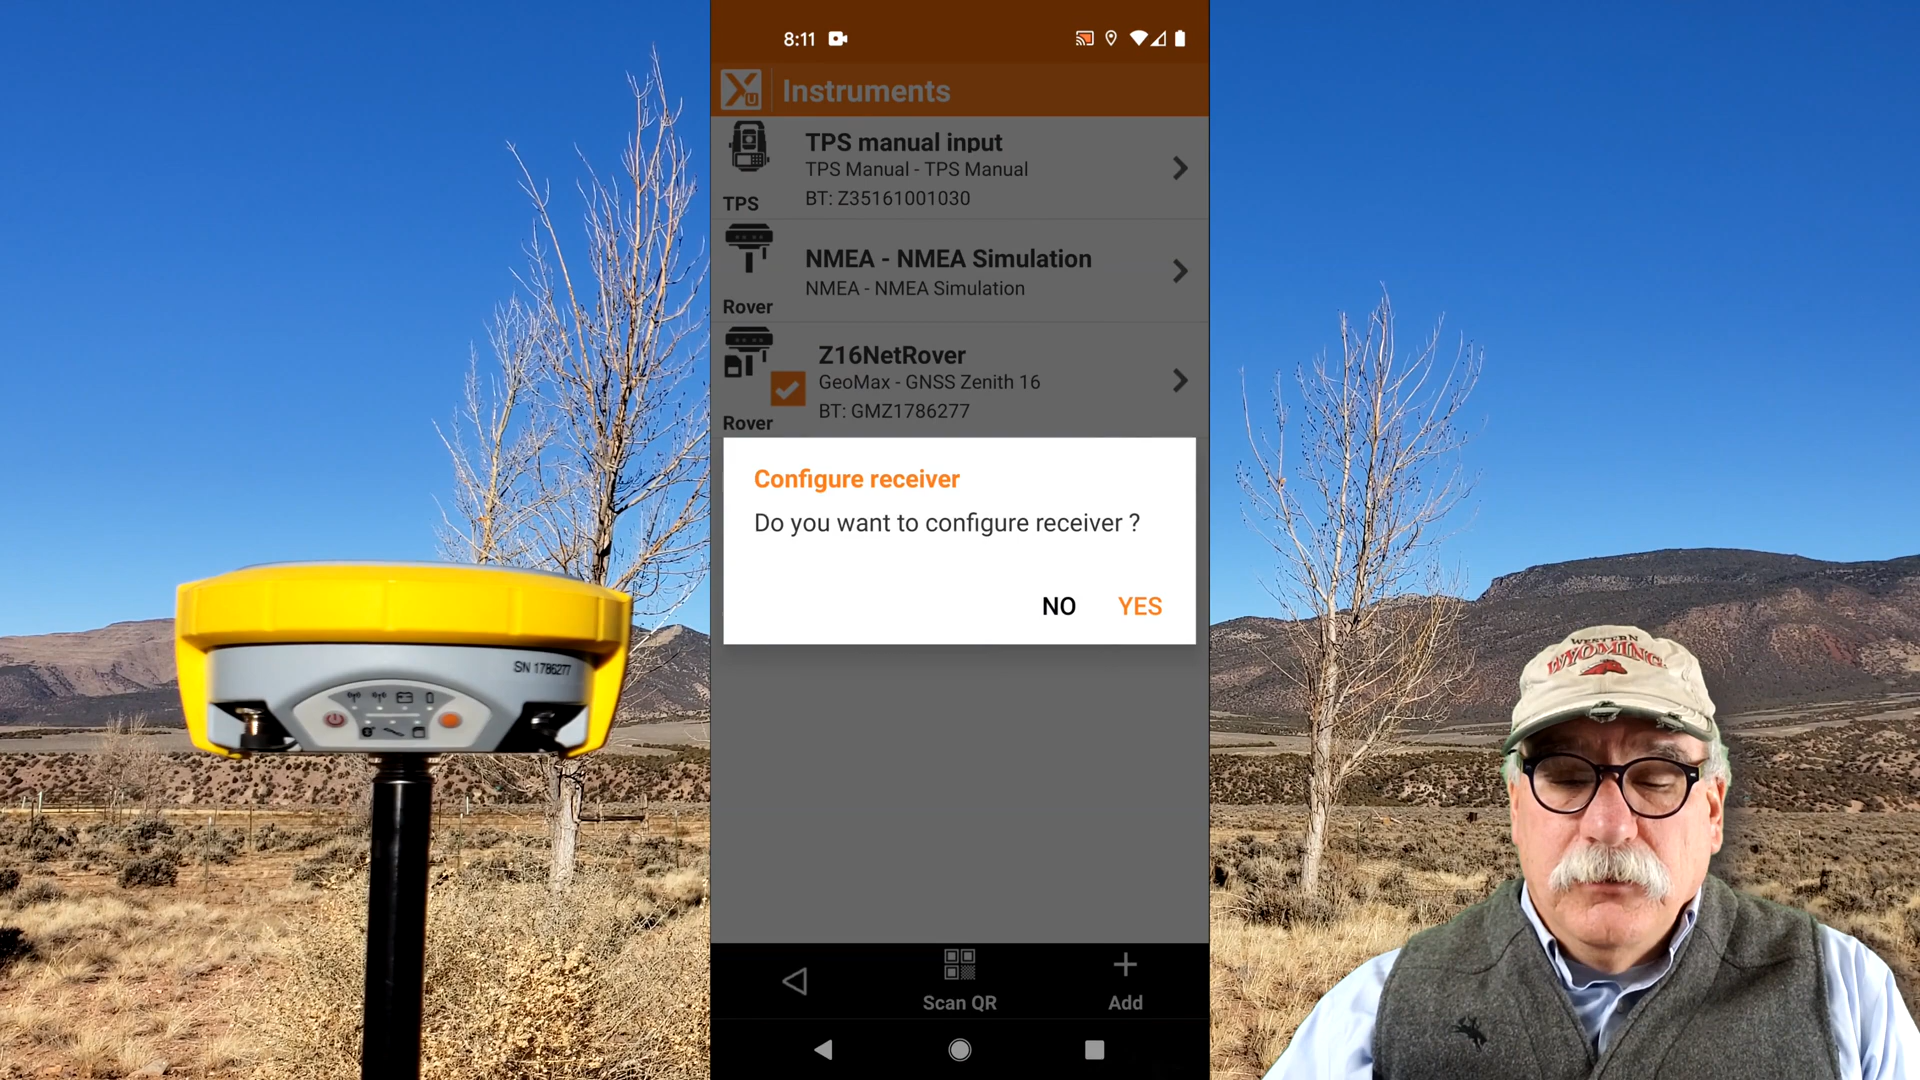 8:11
Instruments
TPS manual input
TPS Manual - TPS Manual
BT: Z35161001030
TPS
NMEA - NMEA Simulation
NMEA - NMEA Simulation
Rover
Z16NetRover
GeoMax - GNSS Zenith 16
BT: GMZ1786277
Rover
Configure receiver
Do you want to configure receiver ?
NO
YES
SN 1786277
WESTERN
WYOMING
Scan QR
Add